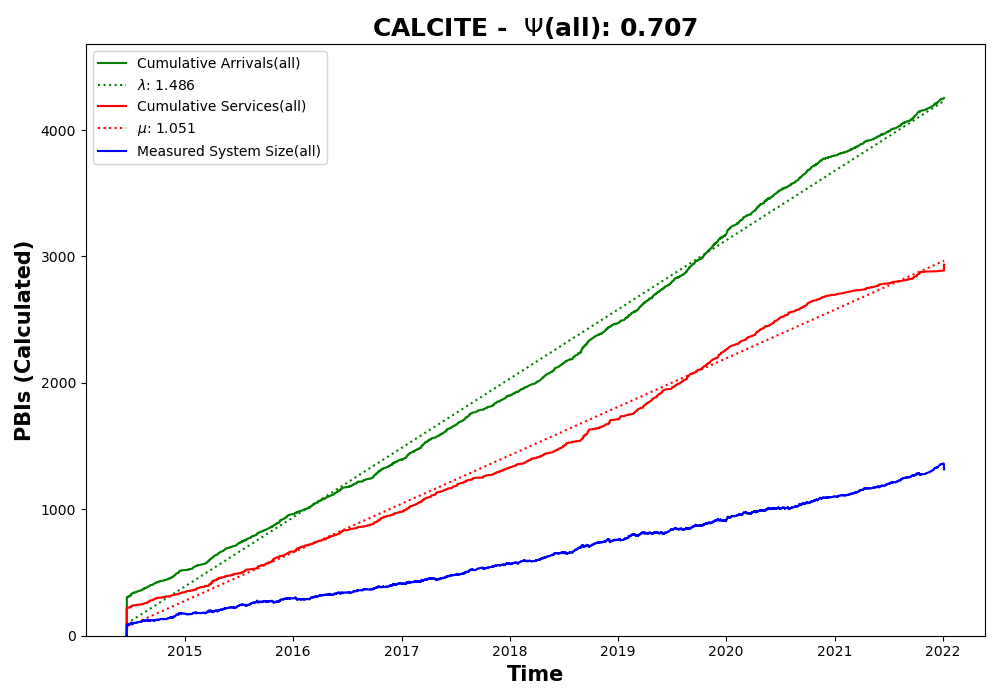 CALCITE - Ψ(all): 0.707
Cumulative Arrivals(all)
λ: 1.486
Cumulative Services(all)
μ: 1.051
Measured System Size(all)
PBIs (Calculated)
4000
3000
2000
1000
0
2015 2016 2017 2018 2019 2020 2021 2022
Time